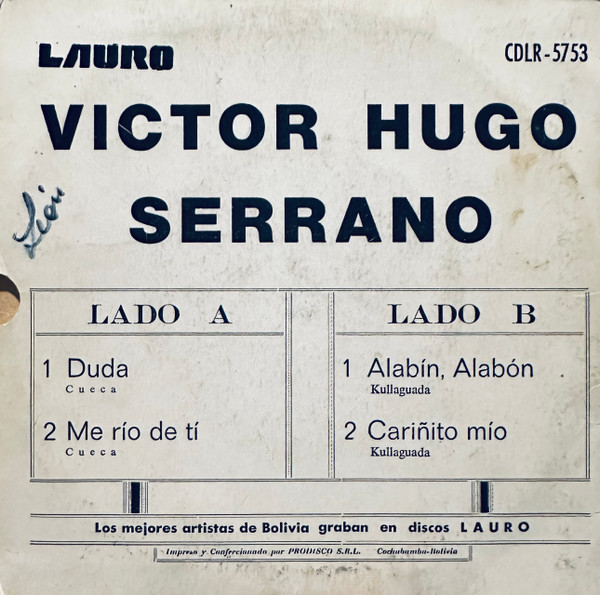 LAURO
CDLR-5753
VICTOR HUGO
SERRANO
León
LADO A
1 Duda
Cueca
2 Me río de tí
Cueca
LADO B
1 Alabín, Alabón
Kullaguada
2 Cariñito mío
Kullaguada
Los mejores artistas de Bolivia graban en discos LAURO
Impreso y Confercionado por PRODISCO S.R.L. Cochabamba-Bolivia